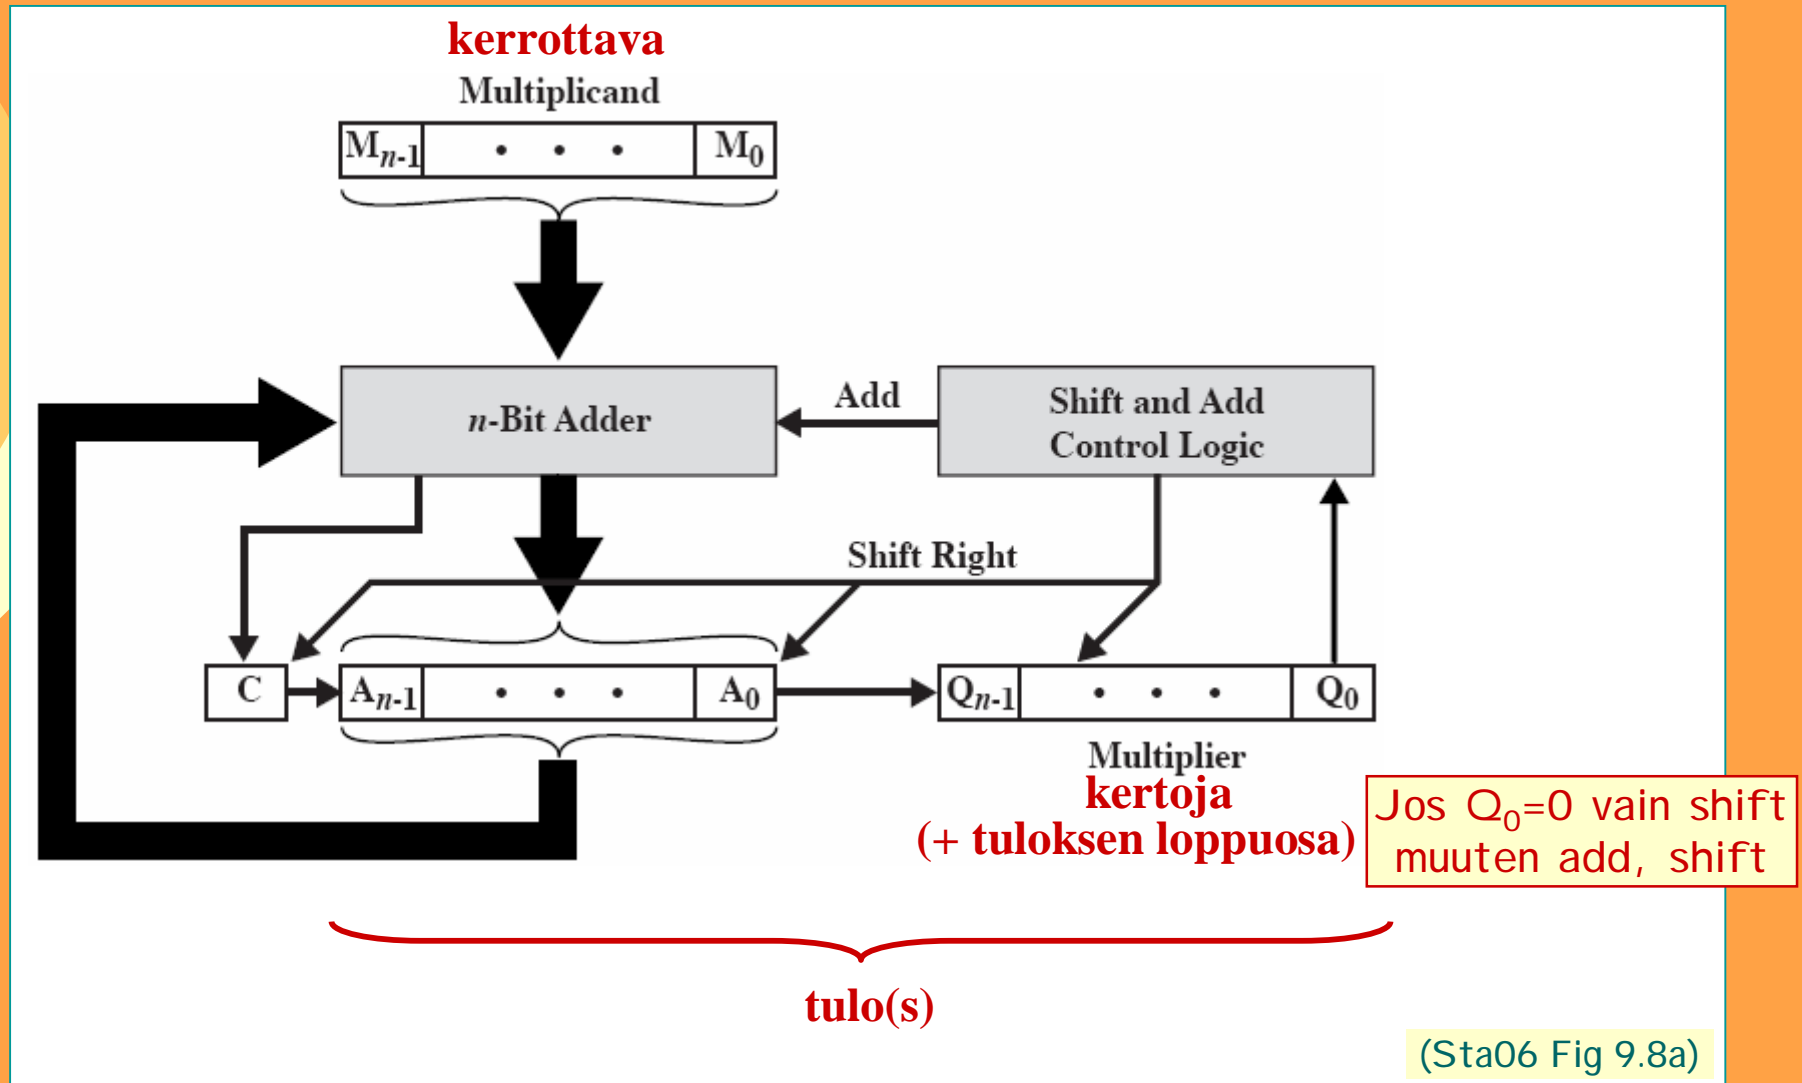 kerrottava
Multiplicand
Mn-1 • • • M0
n-Bit Adder
Add
Shift and Add
Control Logic
Shift Right
C
An-1 • • • A0
Qn-1 • • • Q0
Multiplier
kertoja
(+ tuloksen loppuosa)
Jos Q0=0 vain shift
muuten add, shift
tulo(s)
(Sta06 Fig 9.8a)